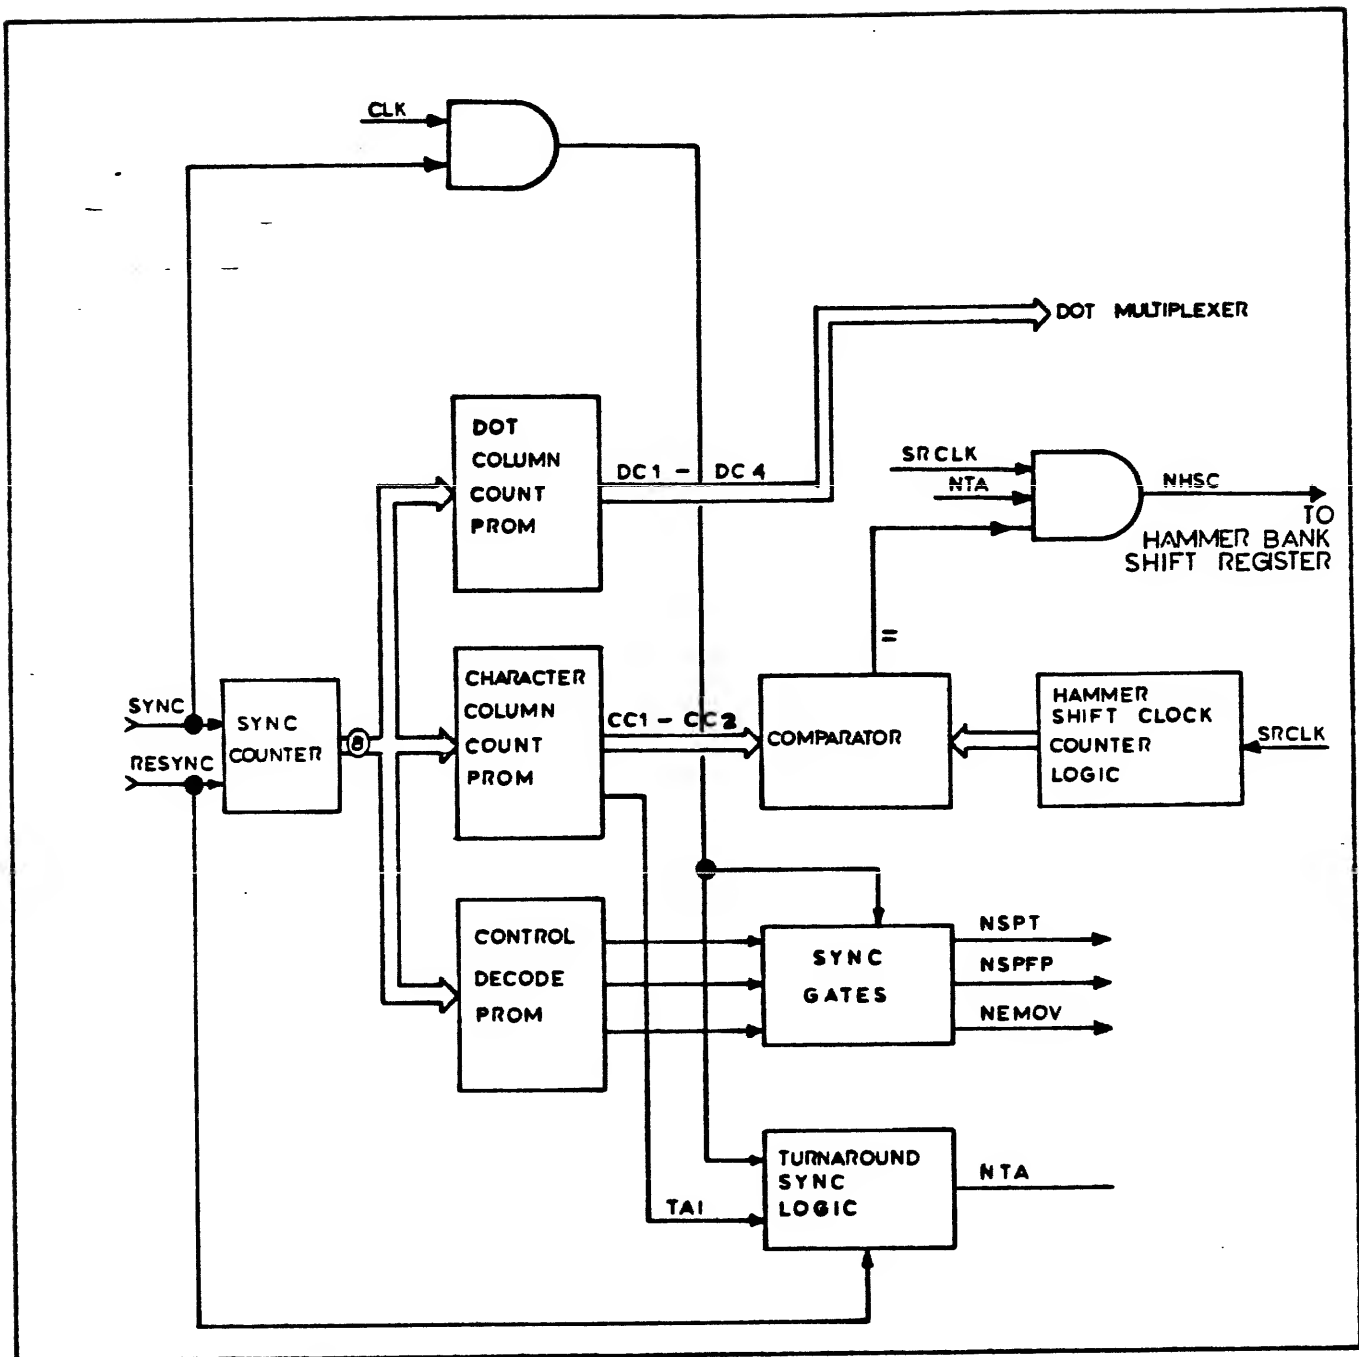 CLK
DOT MULTIPLEXER
DOT
COLUMN
COUNT
PROM
DC1 - DC4
SRCLK
NTA
NHSC
TO
HAMMER BANK
SHIFT REGISTER
=
SYNC
RESYNC
SYNC
COUNTER
8
CHARACTER
COLUMN
COUNT
PROM
CC1 - CC2
COMPARATOR
HAMMER
SHIFT CLOCK
COUNTER
LOGIC
SRCLK
CONTROL
DECODE
PROM
SYNC
GATES
NSPT
NSPFP
NEMOV
TURNAROUND
SYNC
LOGIC
TA1
NTA